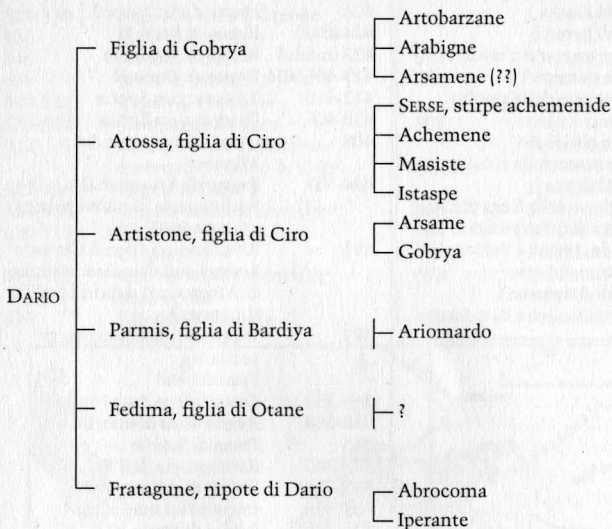 Artobarzane
Figlia di Gobrya
Arabigne
Arsamene (??)
SERSE, stirpe achemenide
Atossa, figlia di Ciro
Achemene
Masiste
Istaspe
Artistone, figlia di Ciro
Arsame
Gobrya
DARIO
Parmis, figlia di Bardiya
Ariomardo
Fedima, figlia di Otane
?
Fratagune, nipote di Dario
Abrocoma
Iperante